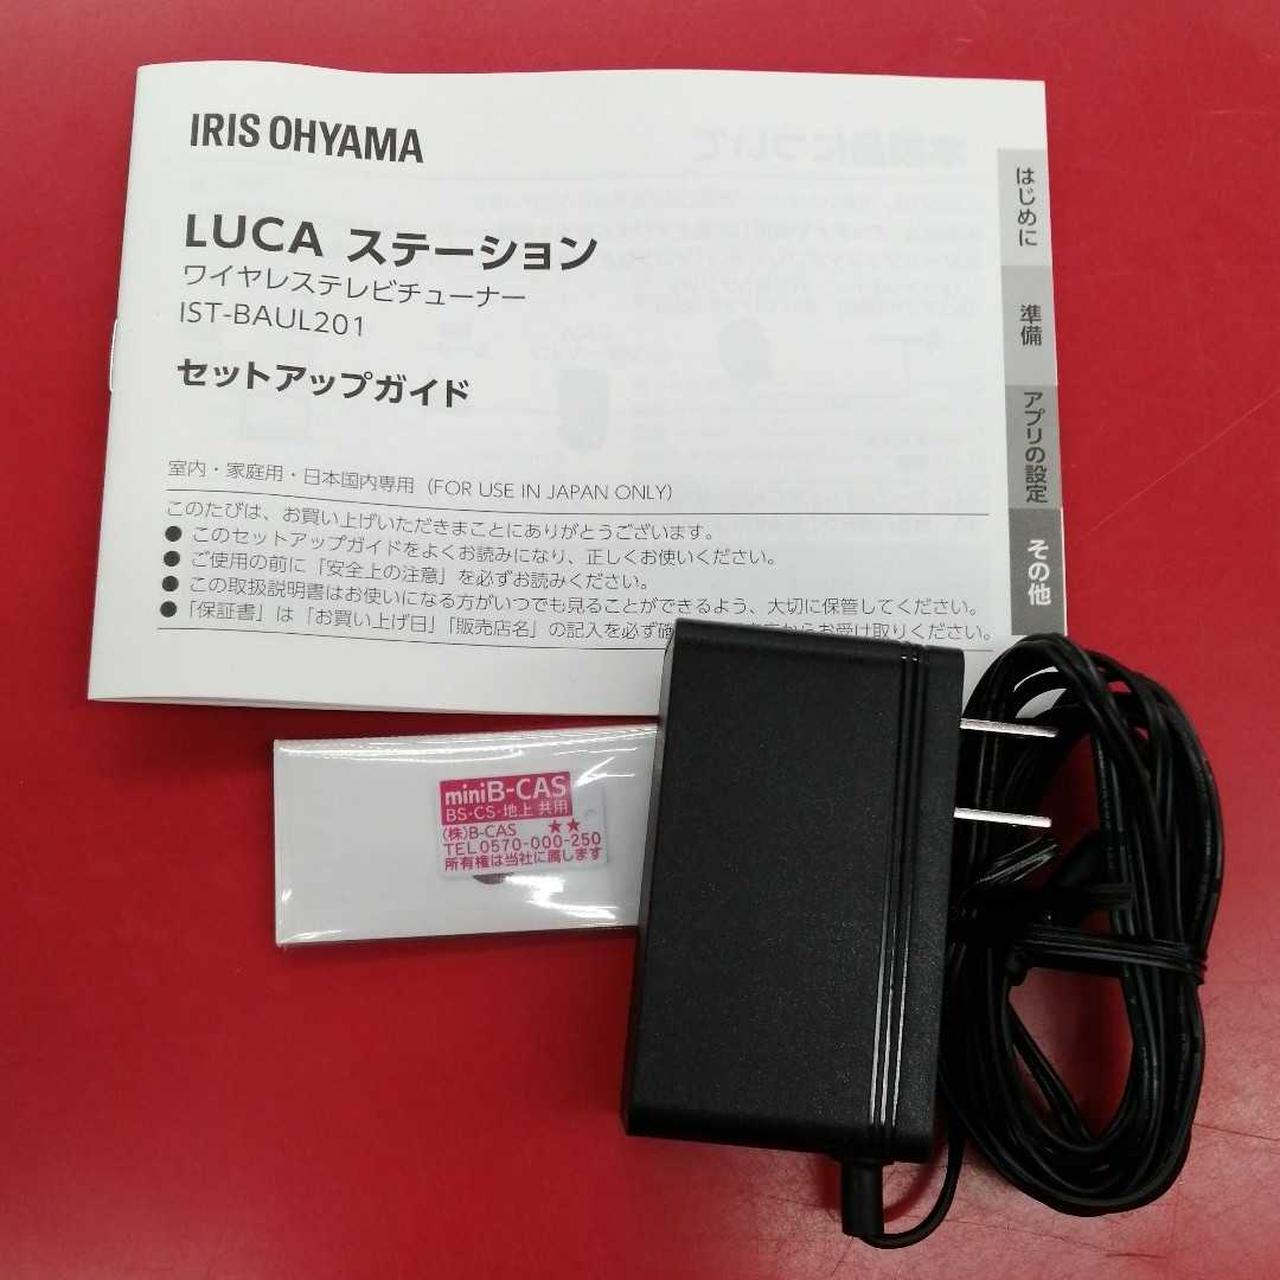 IRIS OHYAMA
LUCA ステーション
ワイヤレステレビチューナー
IST-BAUL201
セットアップガイド
室内・家庭用・日本国内専用（FOR USE IN JAPAN ONLY）
このたびは、お買い上げいただきまことにありがとうございます。
● このセットアップガイドをよくお読みになり、正しくお使いください。
● ご使用の前に「安全上の注意」を必ずお読みください。
● この取扱説明書はお使いになる方がいつでも見ることができるよう、大切に保管してください。
●「保証書」は「お買い上げ日」「販売店名」の記入を必ず確 からお受け取りください。
はじめに
準備
アプリの設定
その他
miniB-CAS
BS・CS・地上 共用
(株)B-CAS ★★
TEL0570-000-250
所有権は当社に属します